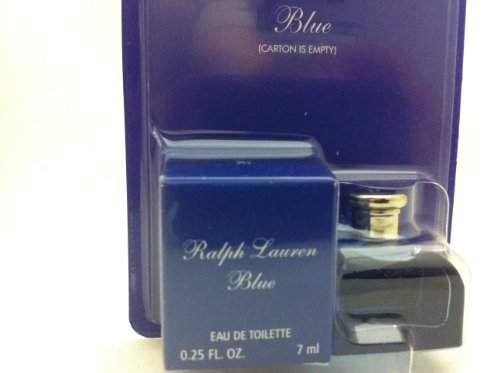 Blue
(CARTON IS EMPTY)
Ralph Lauren
Blue
EAU DE TOILETTE
0.25 FL. OZ. 7 ml